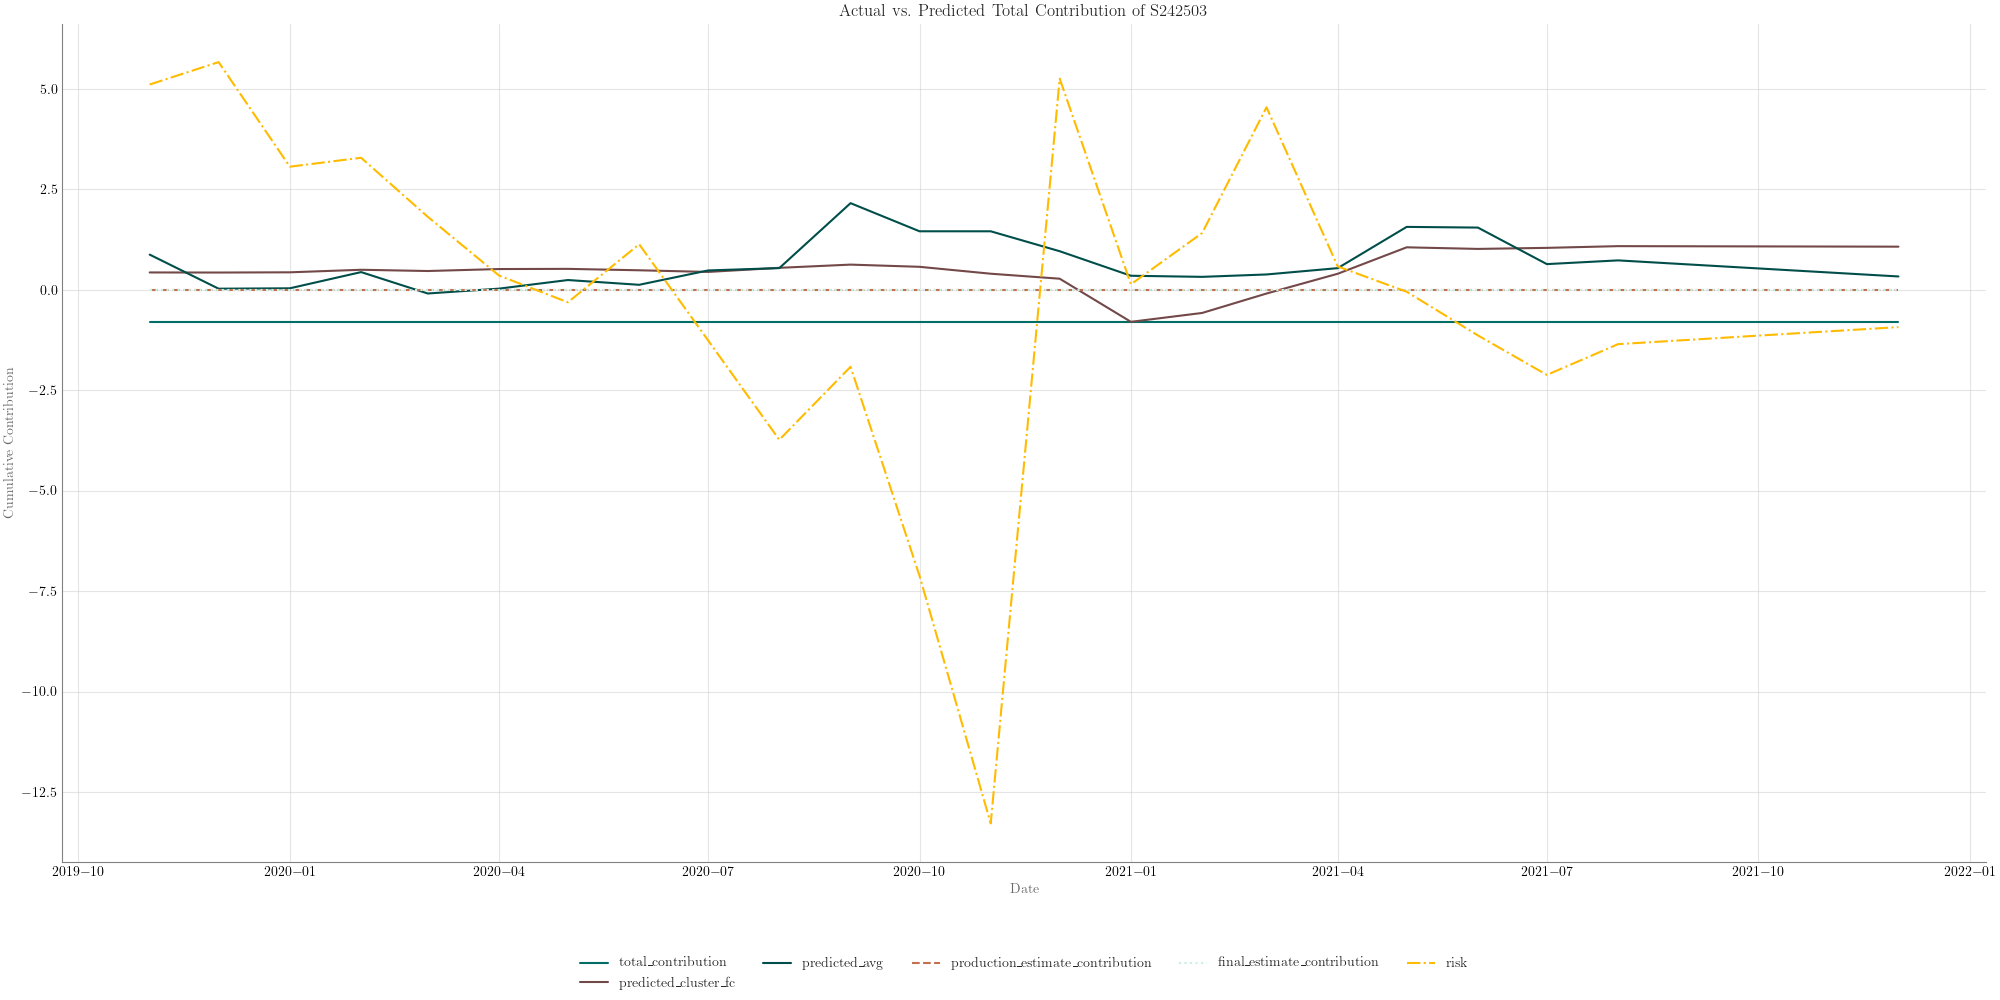 Actual vs. Predicted Total Contribution of S242503
5.0
2.5
0.0
−2.5
−5.0
−7.5
−10.0
−12.5
Cumulative Contribution
2019−10 2020−01 2020−04 2020−07 2020−10 2021−01 2021−04 2021−07 2021−10 2022−01
Date
total_contribution predicted_avg production_estimate_contribution final_estimate_contribution risk
predicted_cluster_fc